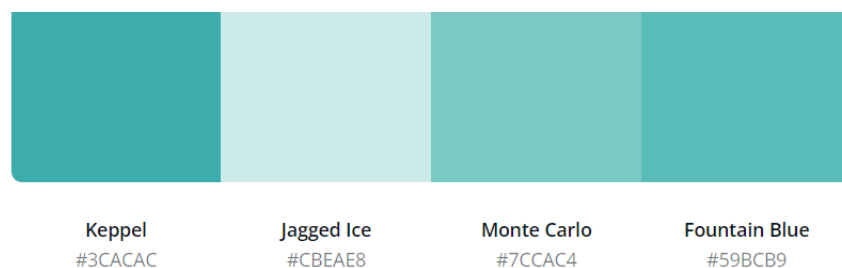 Keppel Jagged Ice Monte Carlo Fountain Blue
#3CACAC #CBEAE8 #7CCAC4 #59BCB9